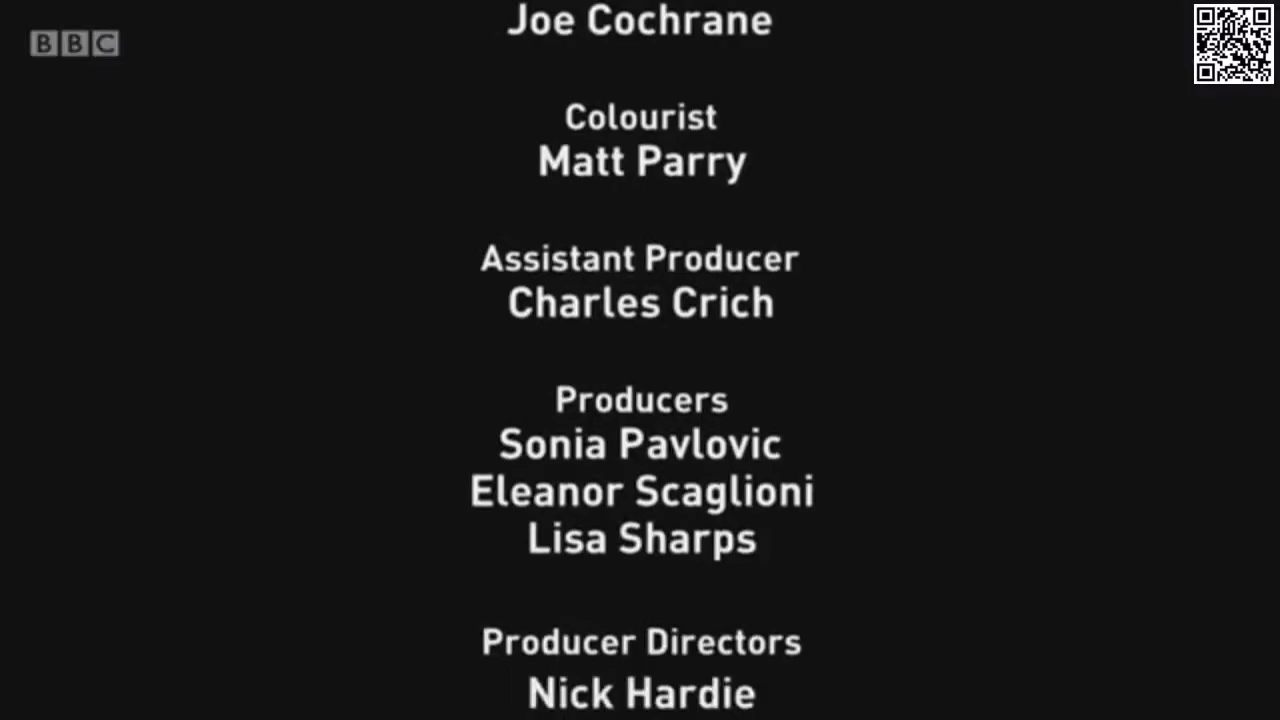 BBC
Joe Cochrane
Colourist
Matt Parry
Assistant Producer
Charles Crich
Producers
Sonia Pavlovic
Eleanor Scaglioni
Lisa Sharps
Producer Directors
Nick Hardie